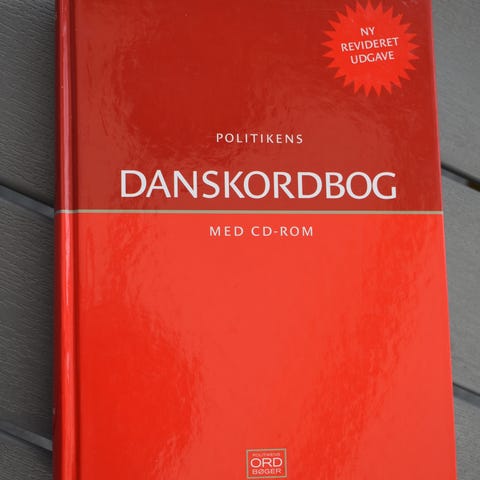 NY
REVIDERET
UDGAVE
POLITIKENS
DANSKORDBOG
MED CD-ROM
POLITIKENS
ORD
BØGER